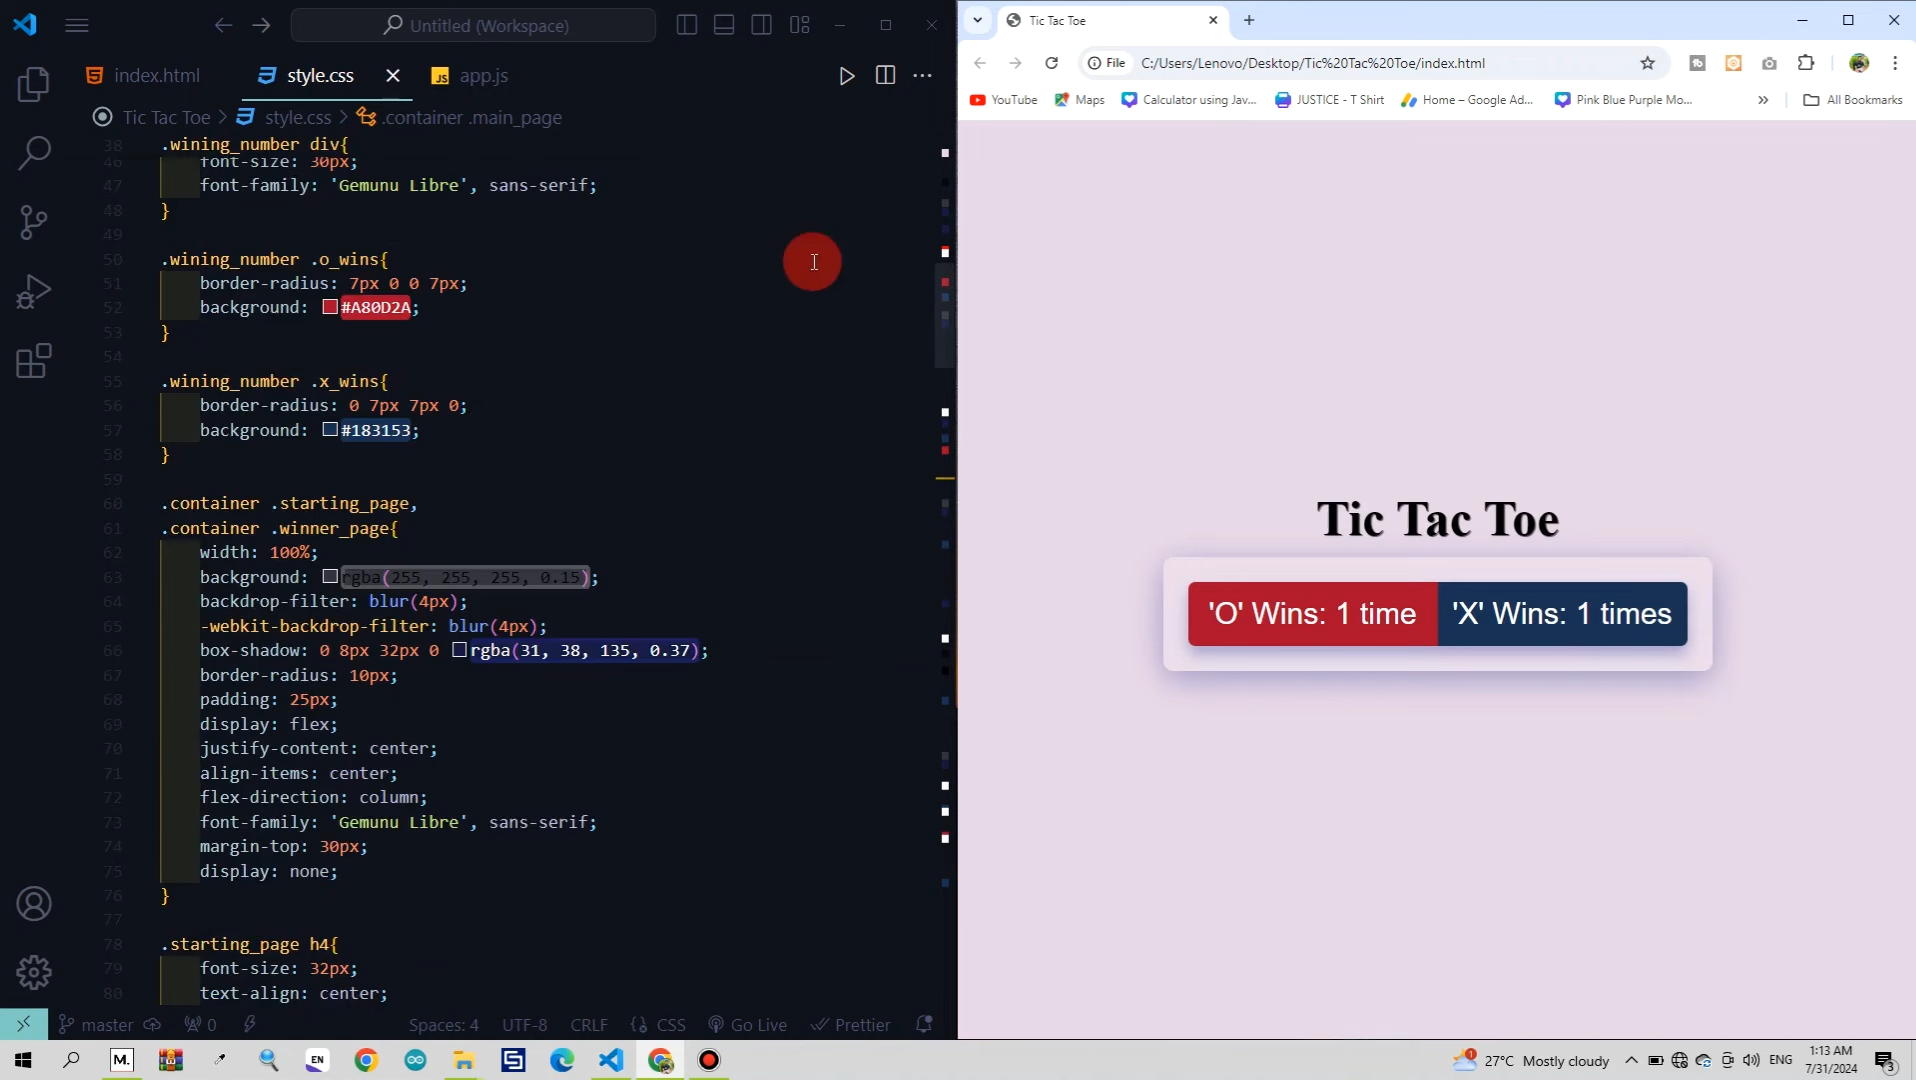 Untitled (Workspace)
index.html
style.css
JS app.js
Tic Tac Toe > style.css > .container .main_page
38 .wining_number div{
46 font-size: 30px;
47 font-family: 'Gemunu Libre', sans-serif;
48 }
49
50 .wining_number .o_wins{
51 border-radius: 7px 0 0 7px;
52 background: #A80D2A;
53 }
54
55 .wining_number .x_wins{
56 border-radius: 0 7px 7px 0;
57 background: #183153;
58 }
59
60 .container .starting_page,
61 .container .winner_page{
62 width: 100%;
63 background: rgba(255, 255, 255, 0.15);
64 backdrop-filter: blur(4px);
65 -webkit-backdrop-filter: blur(4px);
66 box-shadow: 0 8px 32px 0 rgba(31, 38, 135, 0.37);
67 border-radius: 10px;
68 padding: 25px;
69 display: flex;
70 justify-content: center;
71 align-items: center;
72 flex-direction: column;
73 font-family: 'Gemunu Libre', sans-serif;
74 margin-top: 30px;
75 display: none;
76 }
77
78 .starting_page h4{
79 font-size: 32px;
80 text-align: center;
master
0
Spaces: 4
UTF-8
CRLF
{} CSS
Go Live
Prettier
Tic Tac Toe
File
C:/Users/Lenovo/Desktop/Tic%20Tac%20Toe/index.html
YouTube
Maps
Calculator using Jav...
JUSTICE - T Shirt
Home – Google Ad...
Pink Blue Purple Mo...
All Bookmarks
Tic Tac Toe
'O' Wins: 1 time
'X' Wins: 1 times
M.
EN
27°C Mostly cloudy
ENG
1:13 AM
7/31/2024
3